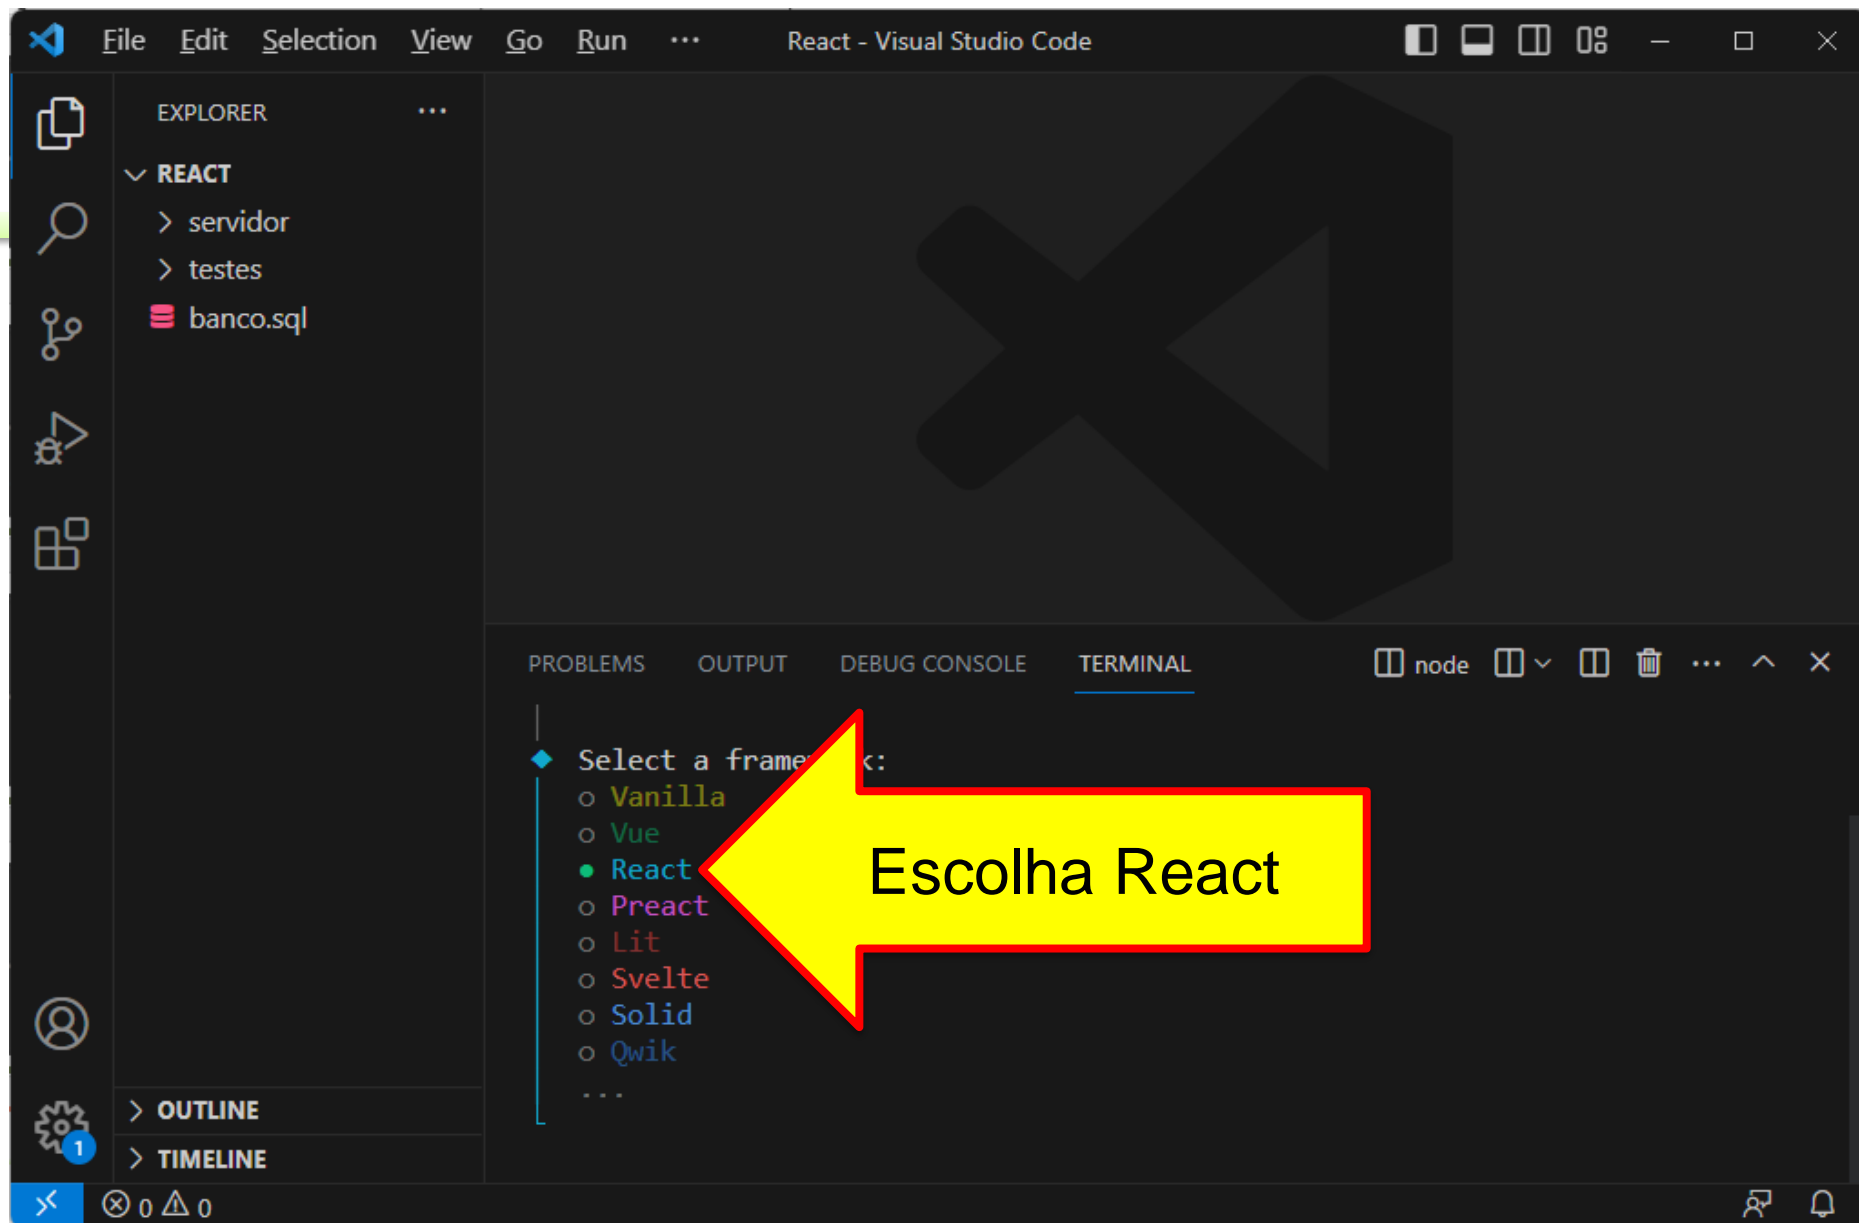 File Edit Selection View Go Run ··· React - Visual Studio Code
EXPLORER ···
REACT
servidor
testes
banco.sql
PROBLEMS OUTPUT DEBUG CONSOLE TERMINAL node ···
Select a :
Vanilla
Vue
React
Escolha React
Preact
Lit
Svelte
Solid
Qwik
...
OUTLINE
1
TIMELINE
0 0